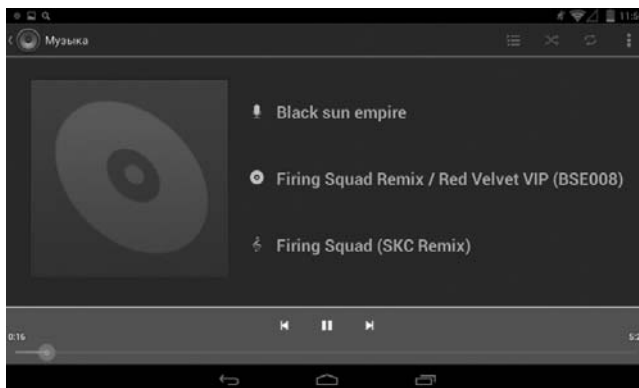 Музыка
Black sun empire
Firing Squad Remix / Red Velvet VIP (BSE008)
Firing Squad (SKC Remix)
0:16